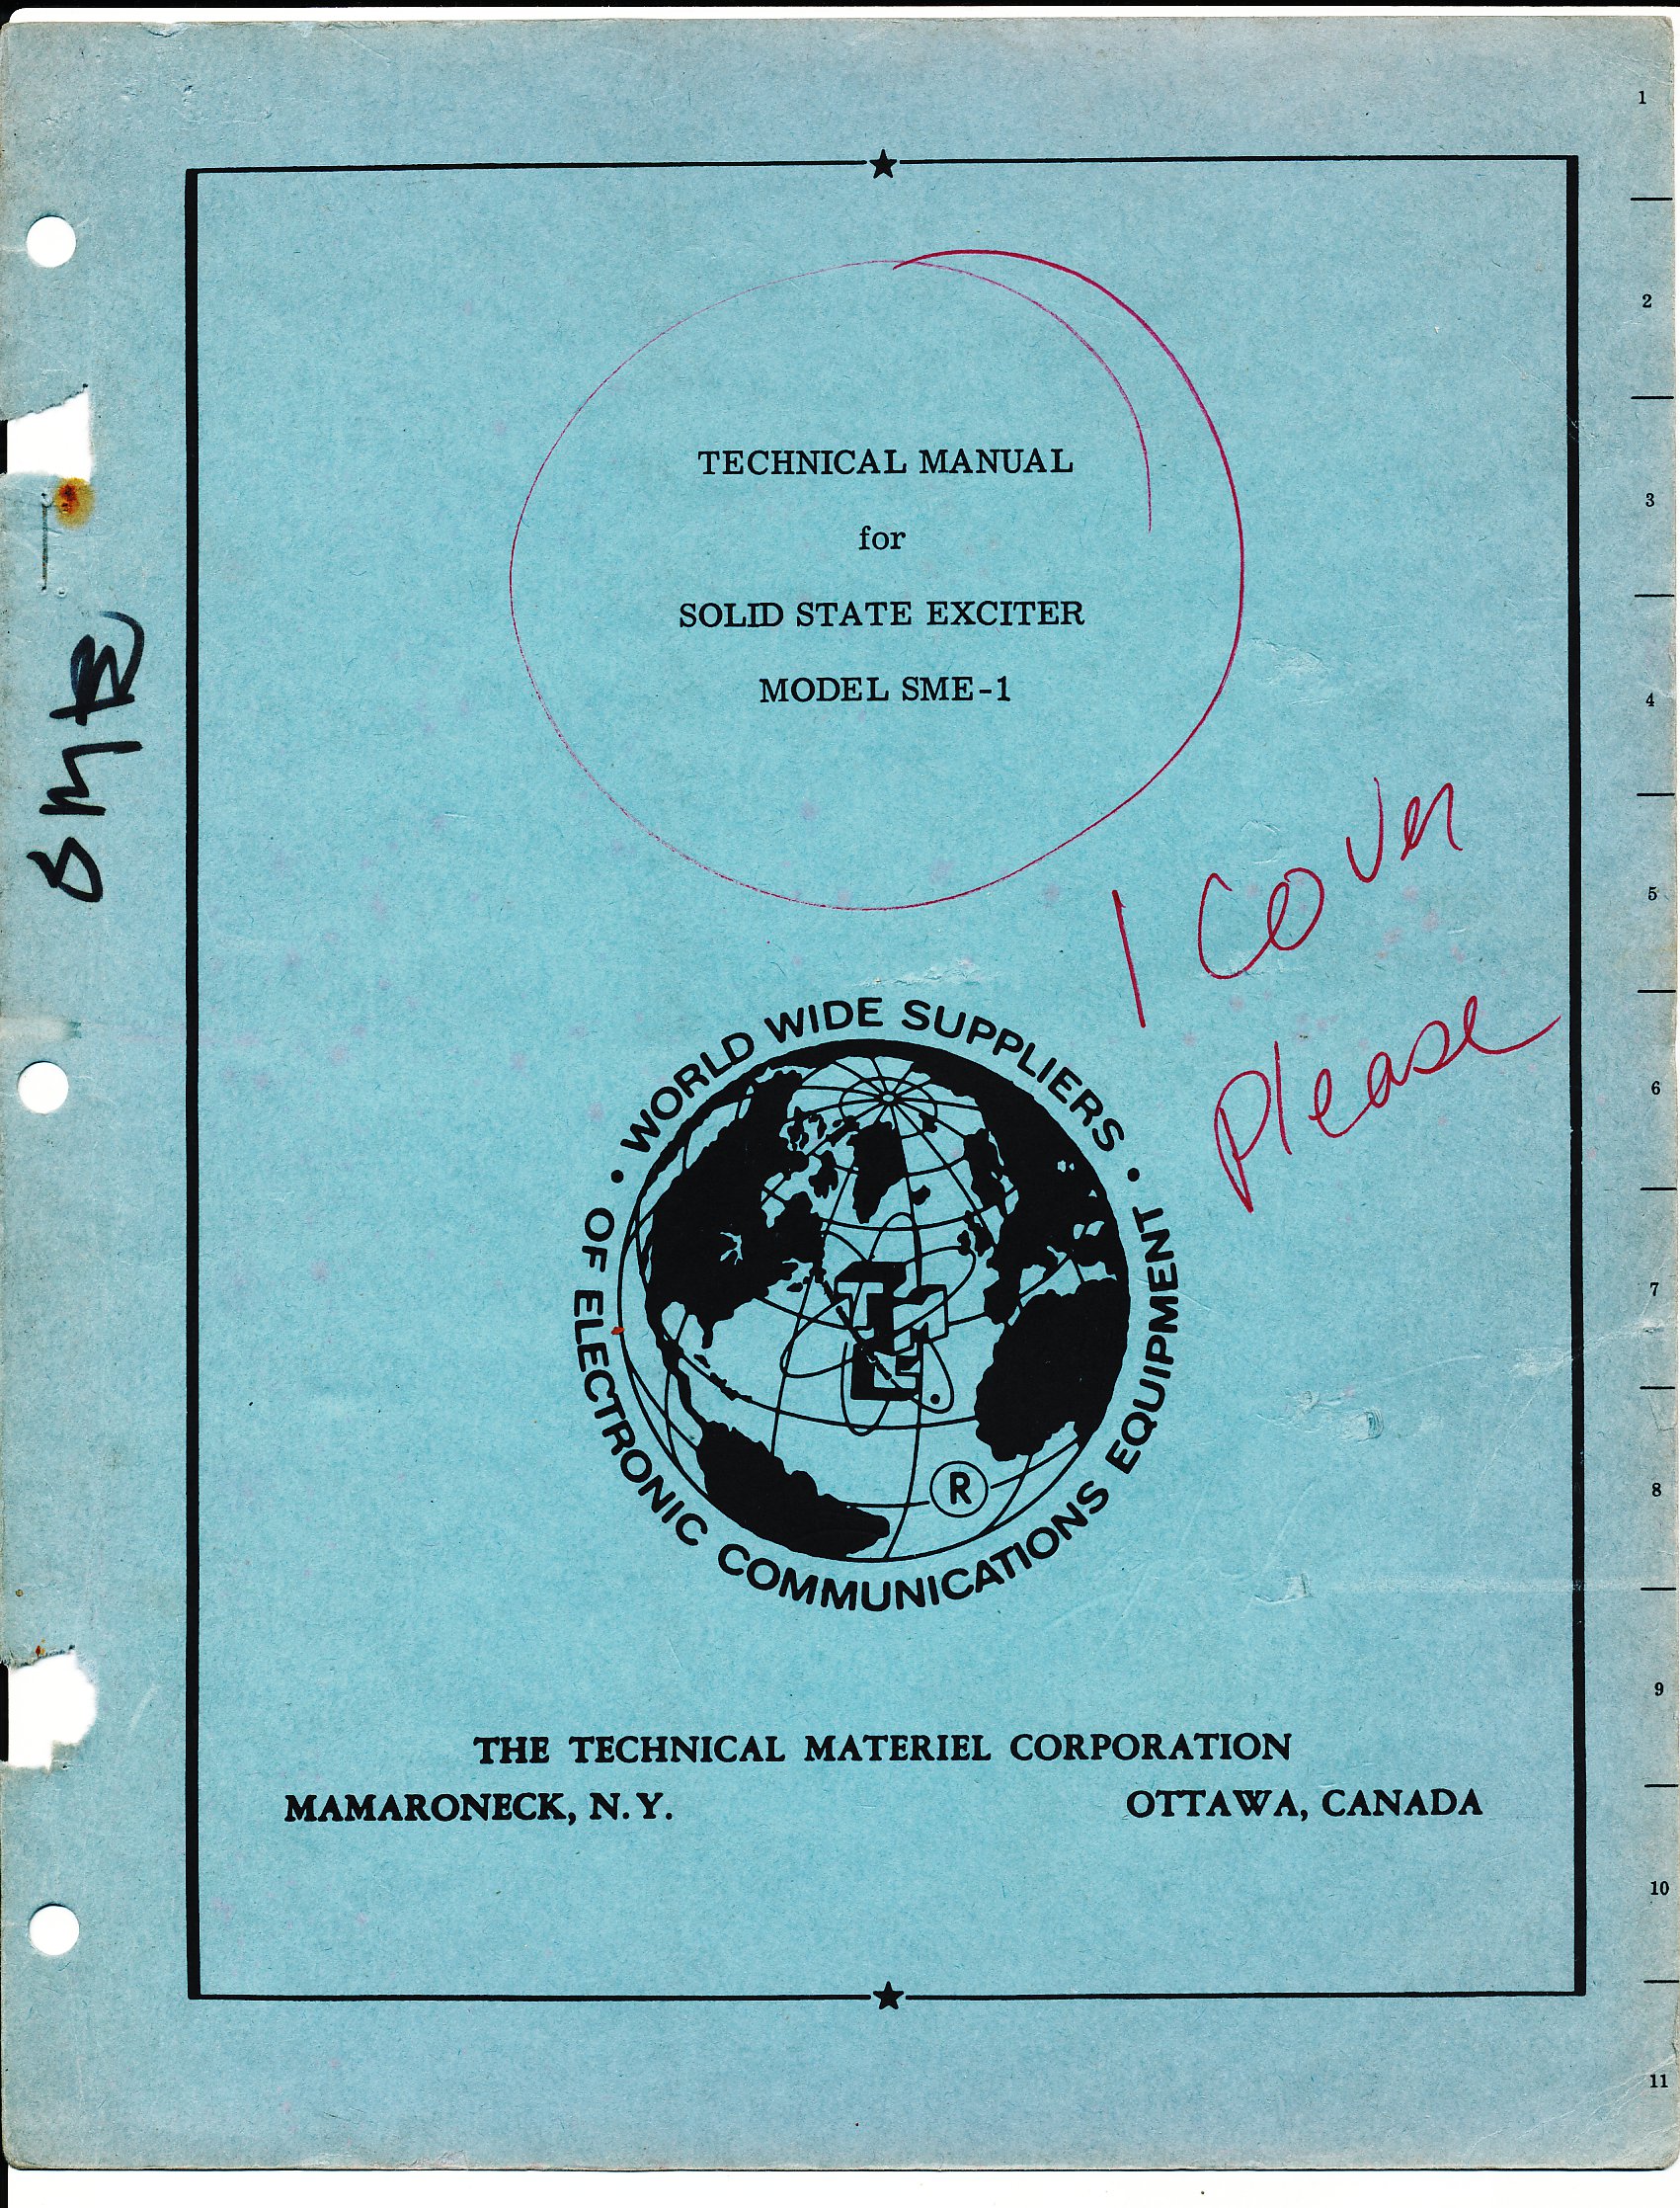 TECHNICAL MANUAL
for
SOLID STATE EXCITER
MODEL SME-1
1 Cover
Please
SME
• WORLD WIDE SUPPLIERS •
OF ELECTRONIC COMMUNICATIONS EQUIPMENT
TMC
R
THE TECHNICAL MATERIEL CORPORATION
MAMARONECK, N.Y. OTTAWA, CANADA
1
2
3
4
5
6
7
8
9
10
11